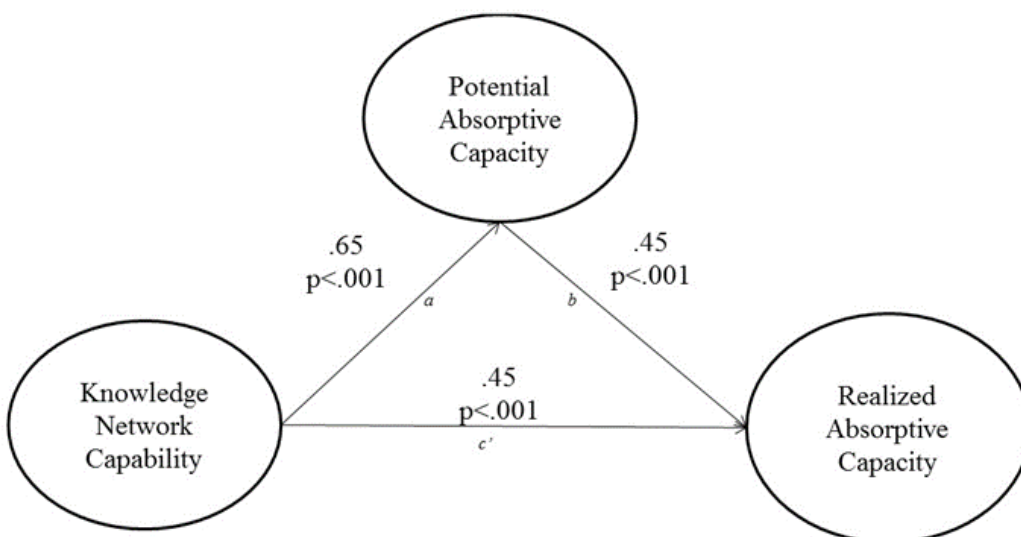 Potential
Absorptive
Capacity
.65
p<.001
a
.45
p<.001
b
.45
p<.001
c'
Knowledge
Network
Capability
Realized
Absorptive
Capacity